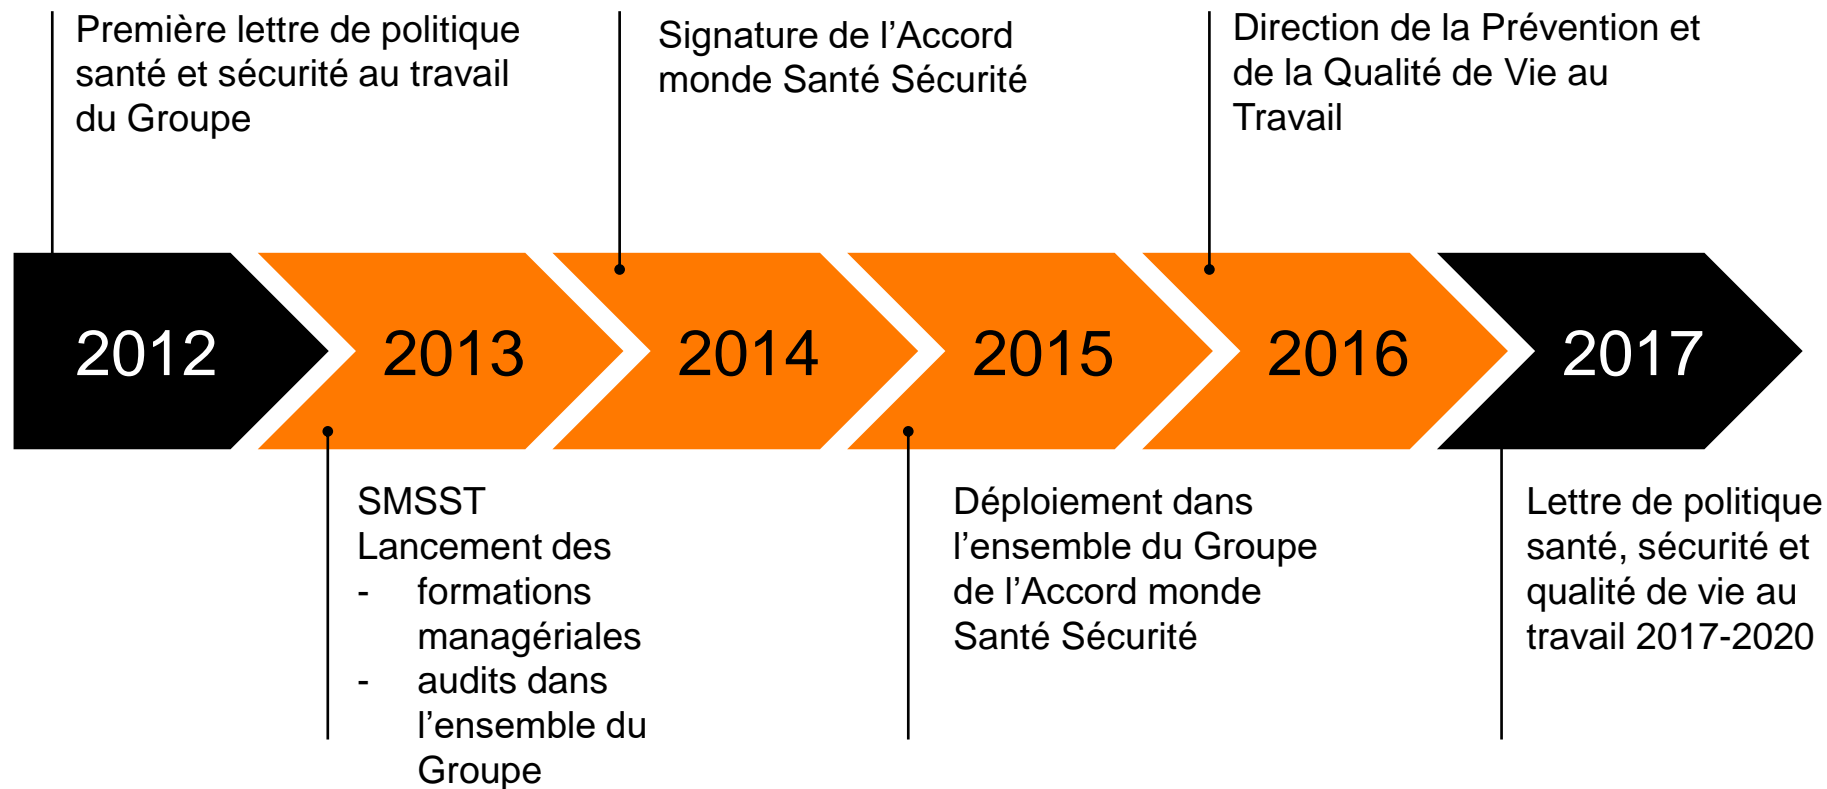 Première lettre de politique
santé et sécurité au travail
du Groupe
Signature de l’Accord
monde Santé Sécurité
Direction de la Prévention et
de la Qualité de Vie au
Travail
2012
2013
2014
2015
2016
2017
SMSST
Lancement des
- formations
managériales
- audits dans
l’ensemble du
Groupe
Déploiement dans
l’ensemble du Groupe
de l’Accord monde
Santé Sécurité
Lettre de politique
santé, sécurité et
qualité de vie au
travail 2017-2020